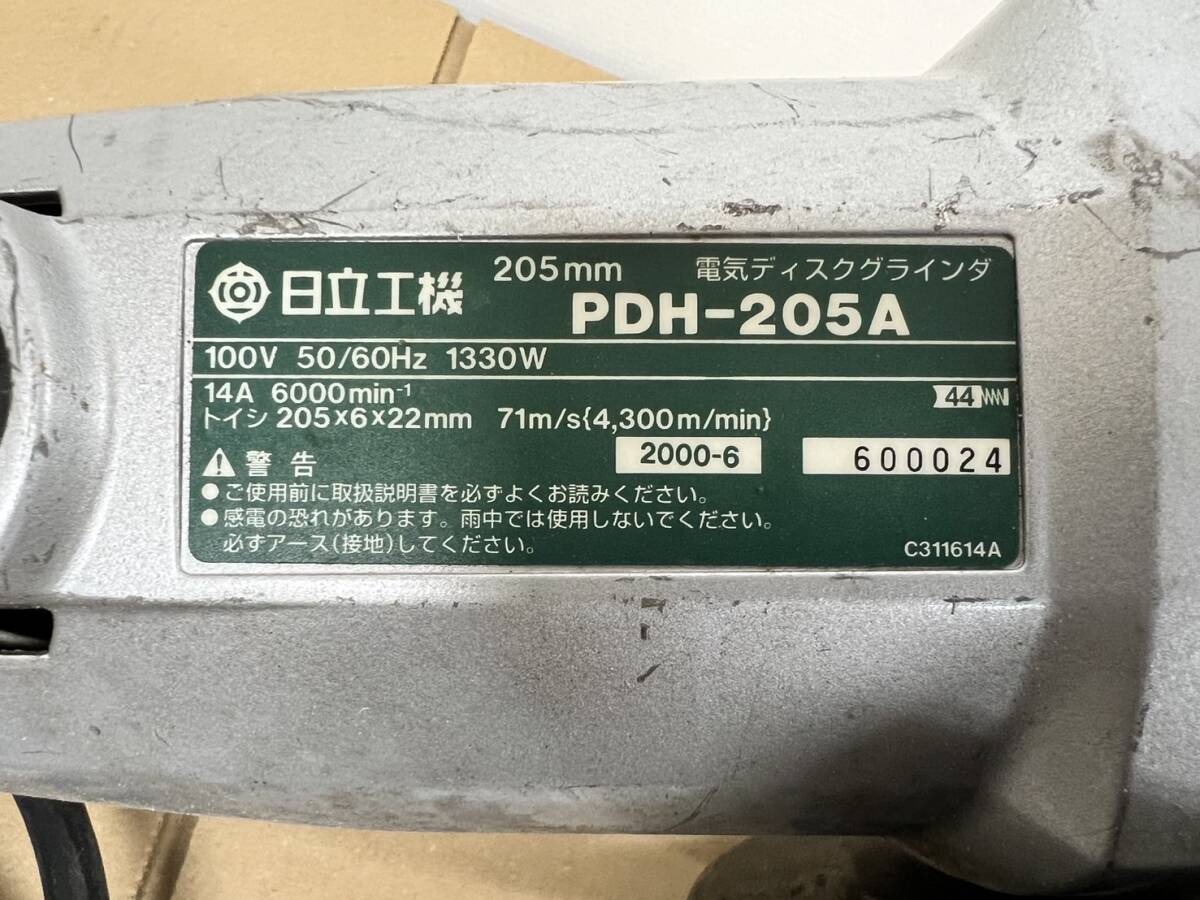 日立工機 205mm 電気ディスクグラインダ
PDH-205A
100V 50/60Hz 1330W
14A 6000min⁻¹ 44
トイシ 205×6×22mm 71m/s{4,300m/min}
警告 2000-6 600024
●ご使用前に取扱説明書を必ずよくお読みください。
●感電の恐れがあります。雨中では使用しないでください。
必ずアース(接地)してください。 C311614A